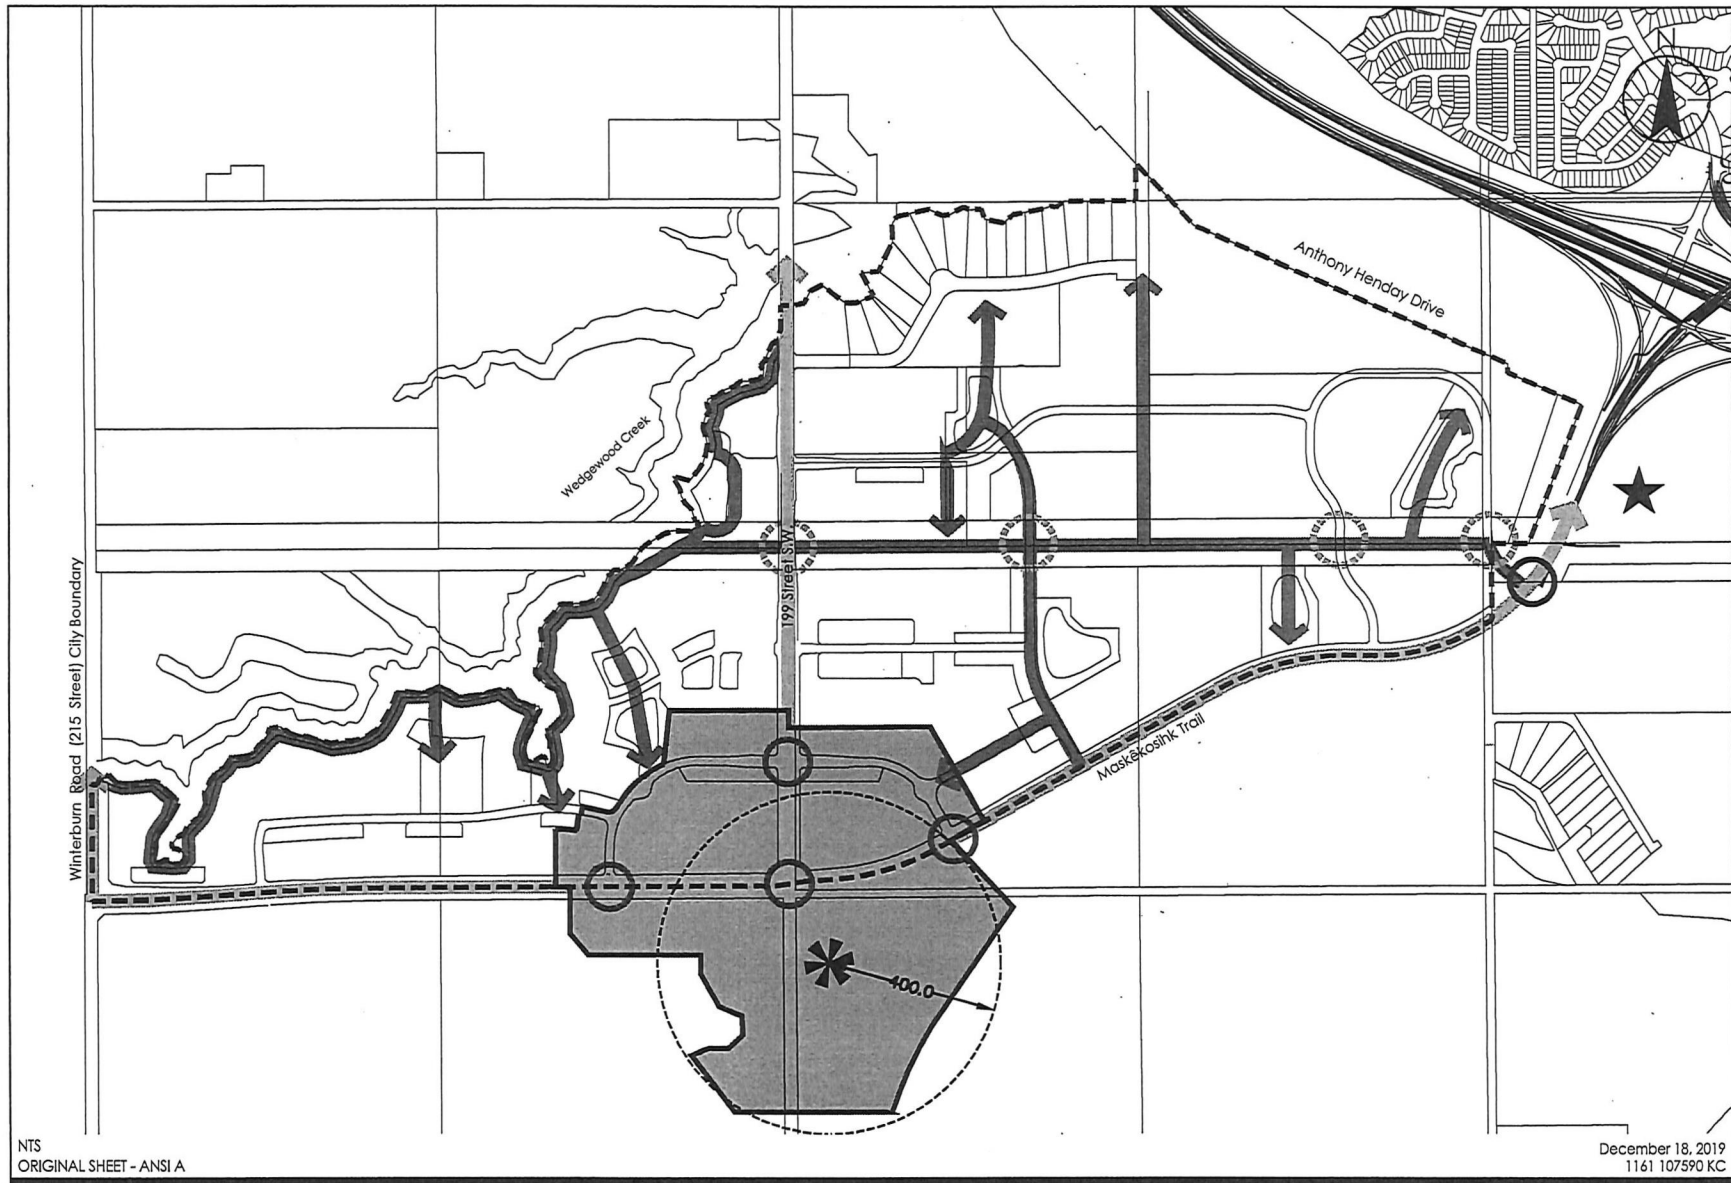 N
Anthony Henday Drive
Wedgewood Creek
199 Street S.W
Winterburn Road (215 Street) City Boundary
Maskêkosihk Trail
400.0
NTS
ORIGINAL SHEET - ANSI A
December 18, 2019
1161 107590 KC